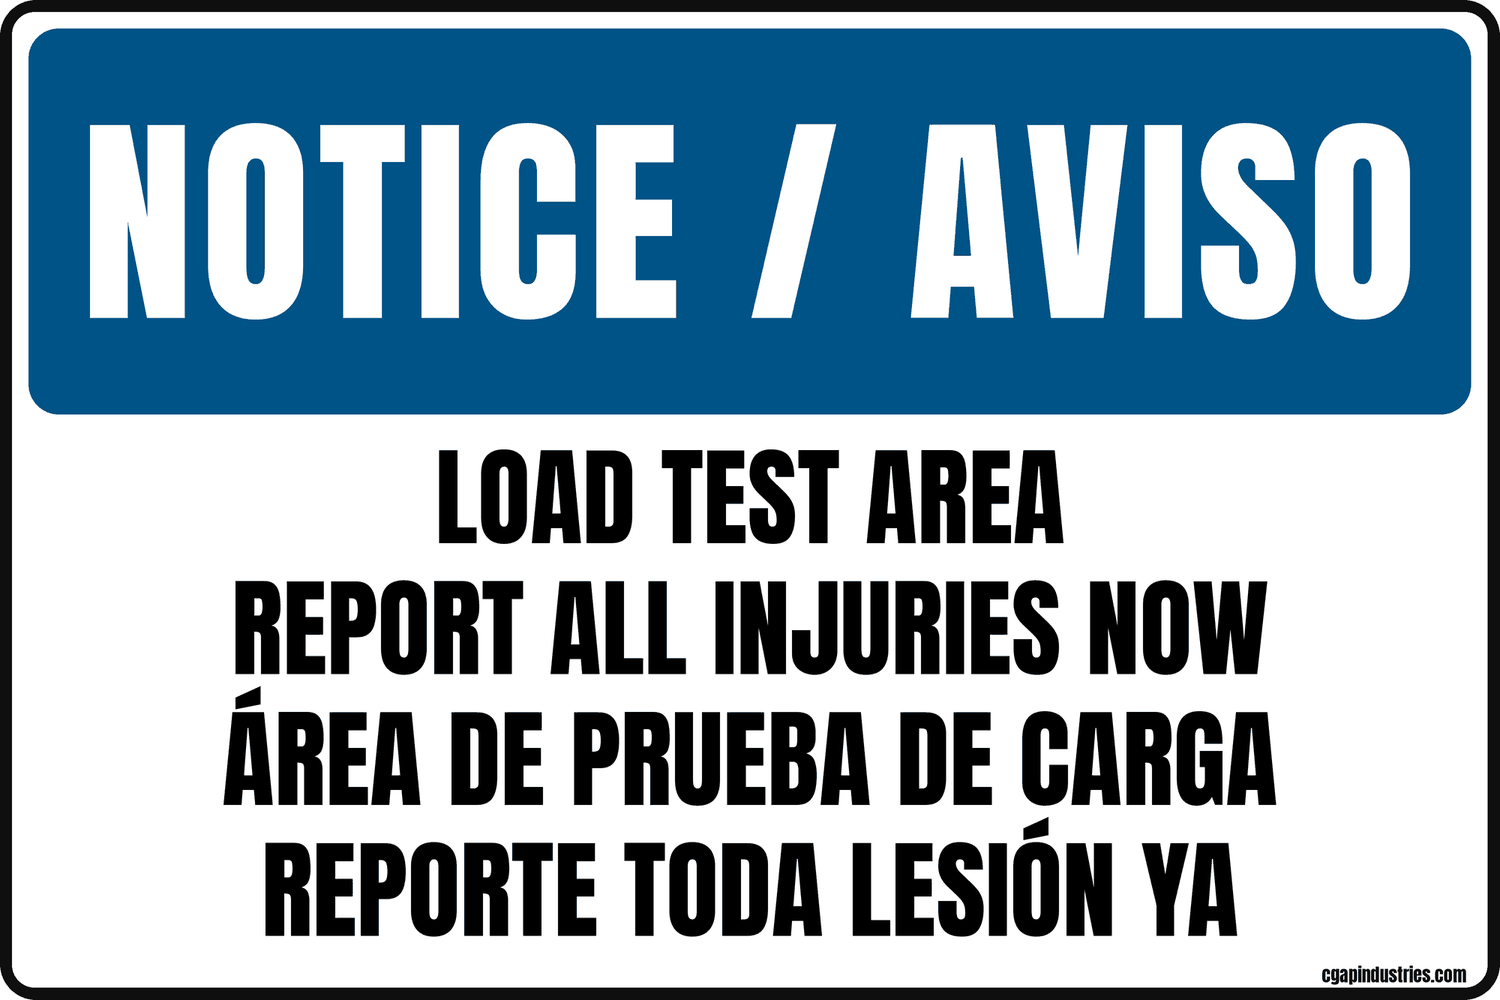 NOTICE / AVISO
LOAD TEST AREA
REPORT ALL INJURIES NOW
ÁREA DE PRUEBA DE CARGA
REPORTE TODA LESIÓN YA
cgapindustries.com